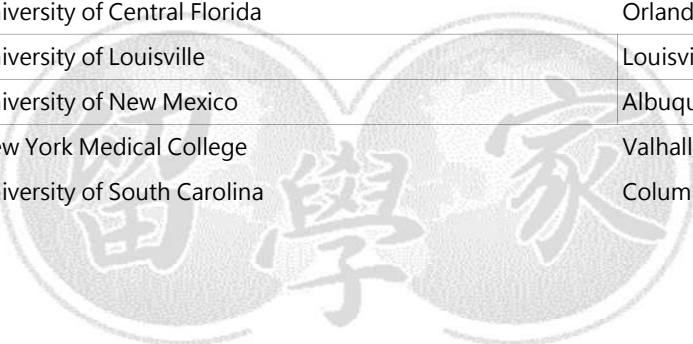 iversity of Central Florida Orland
iversity of Louisville Louisvi
iversity of New Mexico Albuqu
w York Medical College Valhall
iversity of South Carolina Colum
留學家